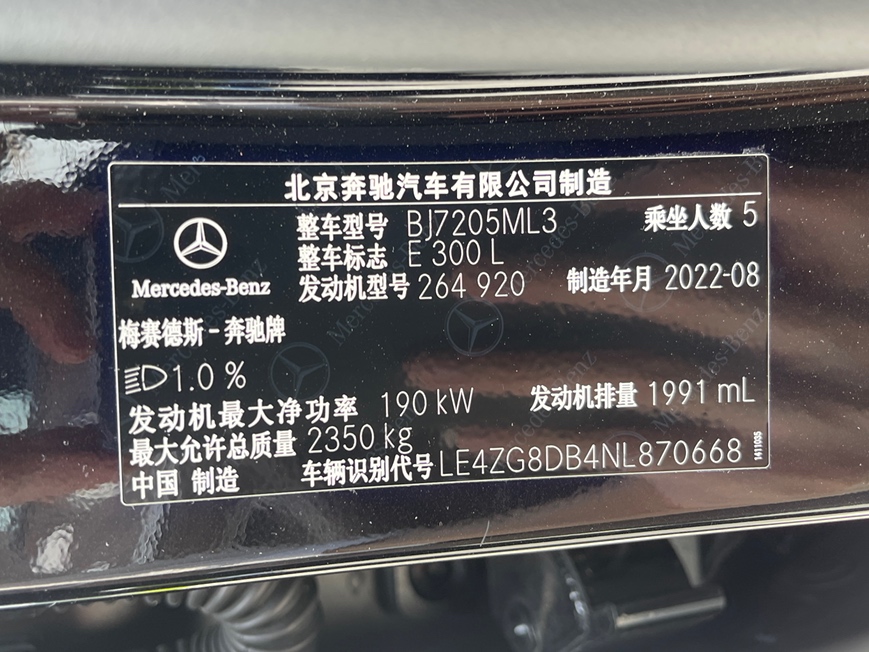 北京奔驰汽车有限公司制造
整车型号 BJ7205ML3 乘坐人数 5
整车标志 E 300 L
发动机型号 264 920 制造年月 2022-08
Mercedes-Benz
梅赛德斯－奔驰牌
1.0 %
发动机最大净功率 190 kW 发动机排量 1991 mL
最大允许总质量 2350 kg
中国 制造 车辆识别代号 LE4ZG8DB4NL870668
1411035